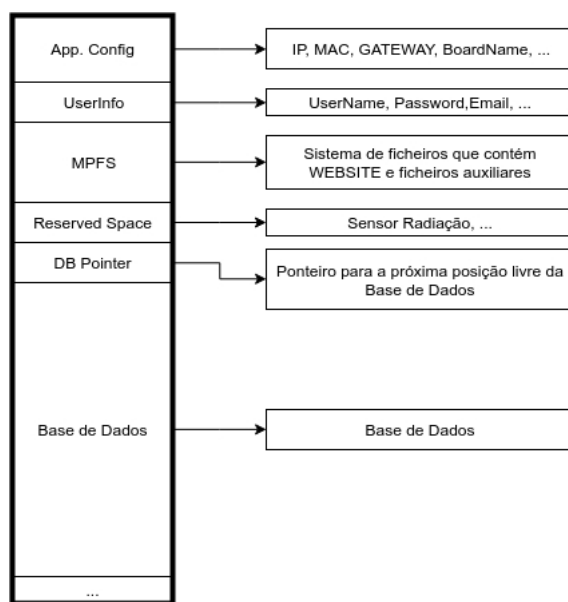 App. Config
IP, MAC, GATEWAY, BoardName, ...
UserInfo
UserName, Password,Email, ...
MPFS
Sistema de ficheiros que contém
WEBSITE e ficheiros auxiliares
Reserved Space
Sensor Radiação, ...
DB Pointer
Ponteiro para a próxima posição livre da
Base de Dados
Base de Dados
Base de Dados
...